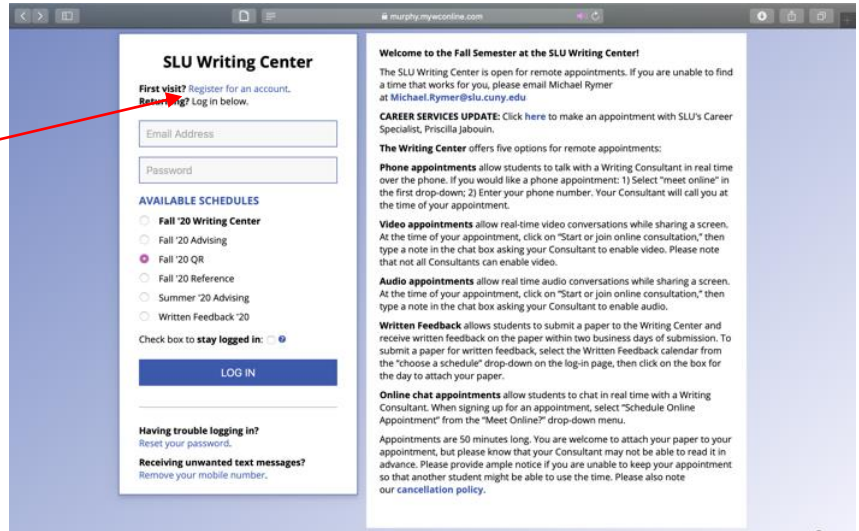 murphy.mywconline.com
SLU Writing Center
First visit? Register for an account.
Returning? Log in below.
Email Address
Password
AVAILABLE SCHEDULES
Fall '20 Writing Center
Fall '20 Advising
Fall '20 QR
Fall '20 Reference
Summer '20 Advising
Written Feedback '20
Check box to stay logged in:
LOG IN
Having trouble logging in?
Reset your password.
Receiving unwanted text messages?
Remove your mobile number.
Welcome to the Fall Semester at the SLU Writing Center!
The SLU Writing Center is open for remote appointments. If you are unable to find
a time that works for you, please email Michael Rymer
at Michael.Rymer@slu.cuny.edu
CAREER SERVICES UPDATE: Click here to make an appointment with SLU's Career
Specialist, Priscilla Jabouin.
The Writing Center offers five options for remote appointments:
Phone appointments allow students to talk with a Writing Consultant in real time
over the phone. If you would like a phone appointment: 1) Select "meet online" in
the first drop-down; 2) Enter your phone number. Your Consultant will call you at
the time of your appointment.
Video appointments allow real-time video conversations while sharing a screen.
At the time of your appointment, click on "Start or join online consultation," then
type a note in the chat box asking your Consultant to enable video. Please note
that not all Consultants can enable video.
Audio appointments allow real time audio conversations while sharing a screen.
At the time of your appointment, click on "Start or join online consultation," then
type a note in the chat box asking your Consultant to enable audio.
Written Feedback allows students to submit a paper to the Writing Center and
receive written feedback on the paper within two business days of submission. To
submit a paper for written feedback, select the Written Feedback calendar from
the "choose a schedule" drop-down on the log-in page, then click on the box for
the day to attach your paper.
Online chat appointments allow students to chat in real time with a Writing
Consultant. When signing up for an appointment, select "Schedule Online
Appointment" from the "Meet Online?" drop-down menu.
Appointments are 50 minutes long. You are welcome to attach your paper to your
appointment, but please know that your Consultant may not be able to read it in
advance. Please provide ample notice if you are unable to keep your appointment
so that another student might be able to use the time. Please also note
our cancellation policy.